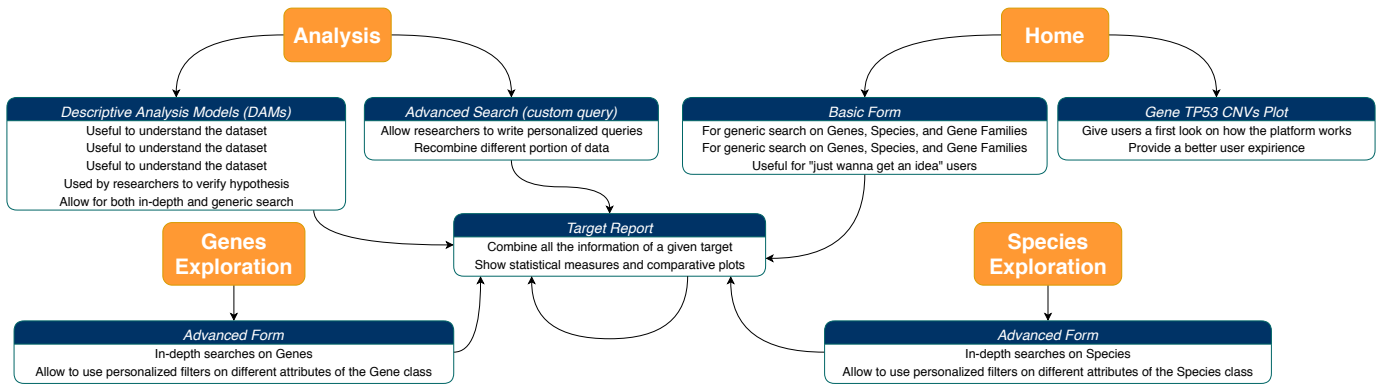 Analysis
Home
Descriptive Analysis Models (DAMs)
Useful to understand the dataset
Useful to understand the dataset
Useful to understand the dataset
Used by researchers to verify hypothesis
Allow for both in-depth and generic search
Advanced Search (custom query)
Allow researchers to write personalized queries
Recombine different portion of data
Basic Form
For generic search on Genes, Species, and Gene Families
For generic search on Genes, Species, and Gene Families
Useful for "just wanna get an idea" users
Gene TP53 CNVs Plot
Give users a first look on how the platform works
Provide a better user expirience
Genes
Exploration
Target Report
Combine all the information of a given target
Show statistical measures and comparative plots
Species
Exploration
Advanced Form
In-depth searches on Genes
Allow to use personalized filters on different attributes of the Gene class
Advanced Form
In-depth searches on Species
Allow to use personalized filters on different attributes of the Species class